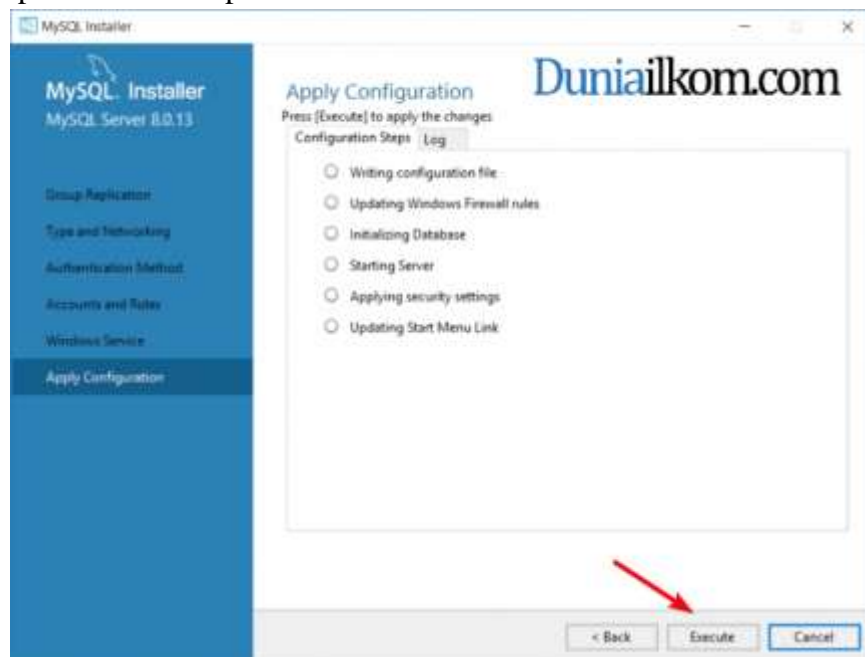 MySQL Installer
MySQL Installer
MySQL Server 8.0.13
Group Replication
Type and Networking
Authentication Method
Accounts and Roles
Windows Service
Apply Configuration
Duniailkom.com
Apply Configuration
Press [Execute] to apply the changes
Configuration Steps Log
Writing configuration file
Updating Windows Firewall rules
Initializing Database
Starting Server
Applying security settings
Updating Start Menu Link
< Back Execute Cancel